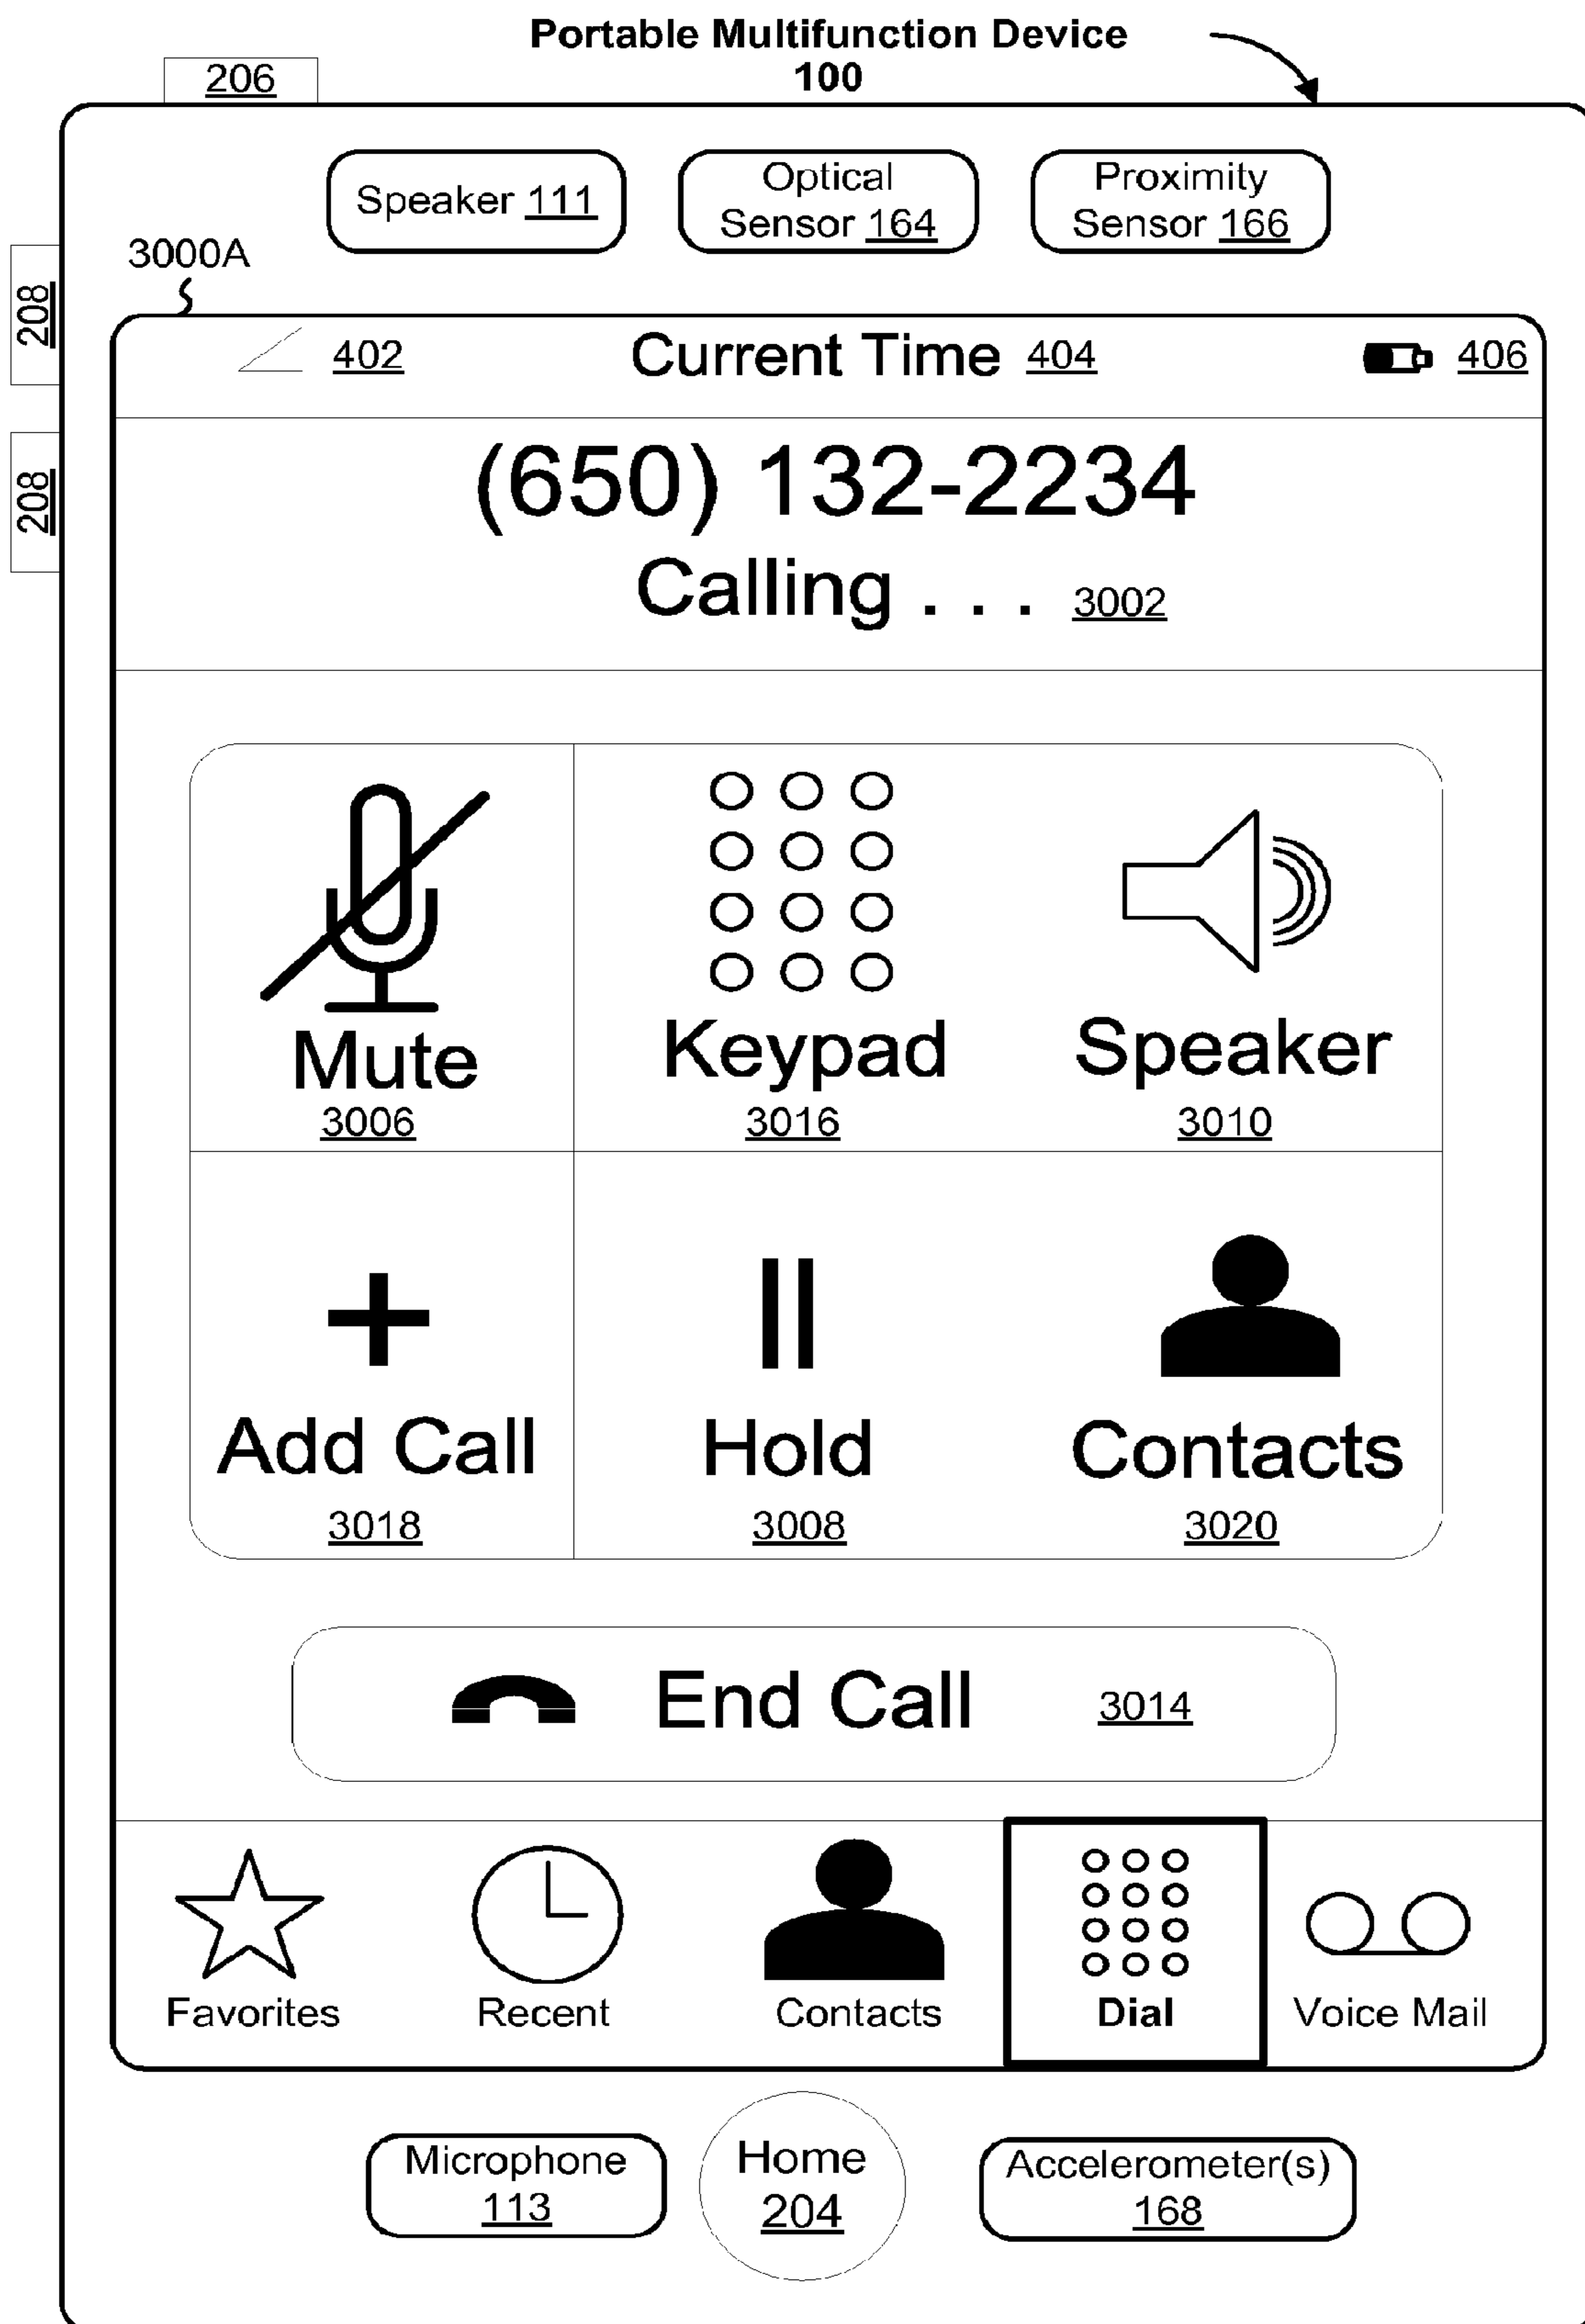 Portable Multifunction Device
100
206
Speaker 111
Optical
Sensor 164
Proximity
Sensor 166
3000A
208
208
402
Current Time 404
406
(650) 132-2234
Calling . . . 3002
Mute
3006
Keypad
3016
Speaker
3010
Add Call
3018
Hold
3008
Contacts
3020
End Call 3014
Favorites
Recent
Contacts
Dial
Voice Mail
Microphone
113
Home
204
Accelerometer(s)
168